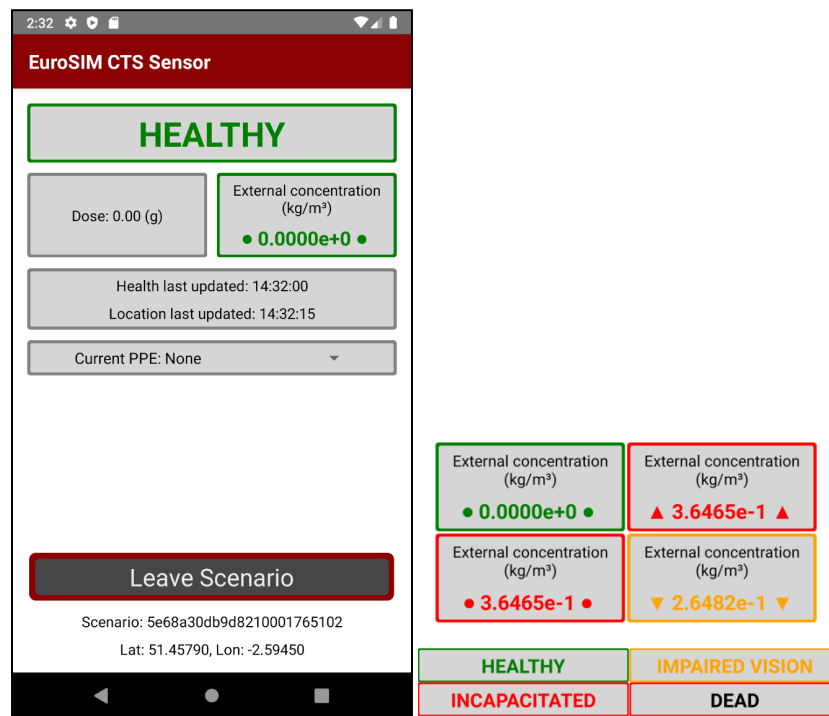 2:32
EuroSIM CTS Sensor
HEALTHY
Dose: 0.00 (g)
External concentration
(kg/m³)
● 0.0000e+0 ●
Health last updated: 14:32:00
Location last updated: 14:32:15
Current PPE: None
Leave Scenario
Scenario: 5e68a30db9d8210001765102
Lat: 51.45790, Lon: -2.59450
External concentration
(kg/m³)
● 0.0000e+0 ●
External concentration
(kg/m³)
▲ 3.6465e-1 ▲
External concentration
(kg/m³)
● 3.6465e-1 ●
External concentration
(kg/m³)
▼ 2.6482e-1 ▼
HEALTHY
IMPAIRED VISION
INCAPACITATED
DEAD